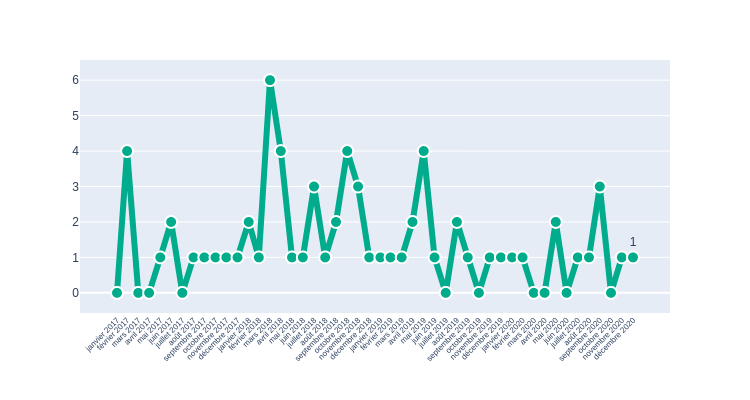 6
5
4
3
2
1
0
1
janvier 2017
février 2017
mars 2017
avril 2017
mai 2017
juin 2017
juillet 2017
août 2017
septembre 2017
octobre 2017
novembre 2017
décembre 2017
janvier 2018
février 2018
mars 2018
avril 2018
mai 2018
juin 2018
juillet 2018
août 2018
septembre 2018
octobre 2018
novembre 2018
décembre 2018
janvier 2019
février 2019
mars 2019
avril 2019
mai 2019
juin 2019
juillet 2019
août 2019
septembre 2019
octobre 2019
novembre 2019
décembre 2019
janvier 2020
février 2020
mars 2020
avril 2020
mai 2020
juin 2020
juillet 2020
août 2020
septembre 2020
octobre 2020
novembre 2020
décembre 2020